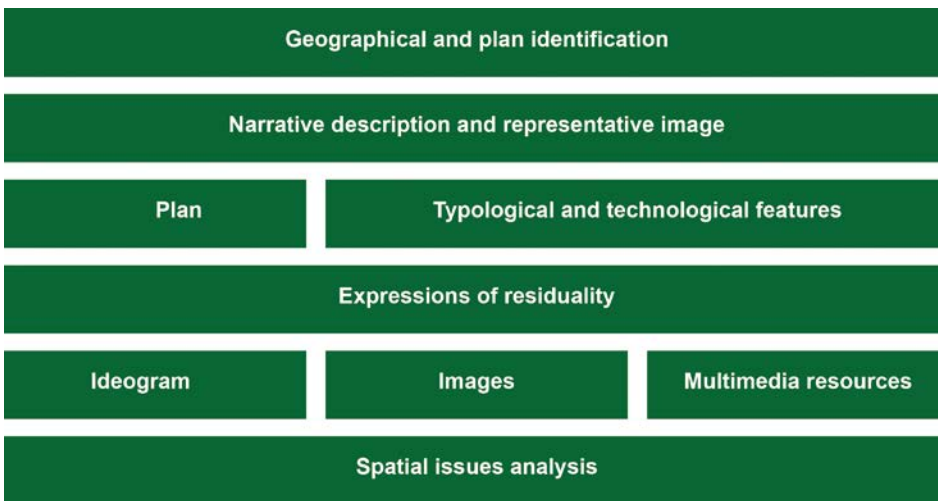 Geographical and plan identification
Narrative description and representative image
Plan
Typological and technological features
Expressions of residuality
Ideogram
Images
Multimedia resources
Spatial issues analysis